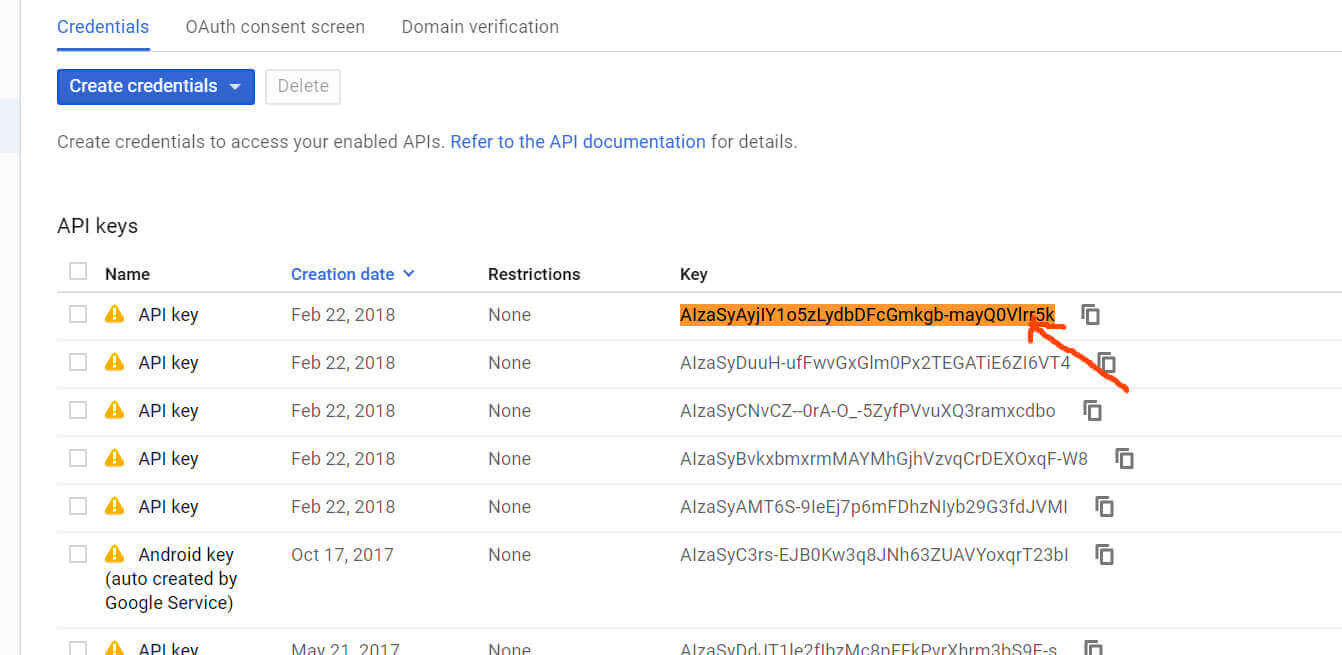 Credentials OAuth consent screen Domain verification
Create credentials Delete
Create credentials to access your enabled APIs. Refer to the API documentation for details.
API keys
Name Creation date Restrictions Key
API key Feb 22, 2018 None AIzaSyAyjIY1o5zLydbDFcGmkgb-mayQ0Vlrr5k
API key Feb 22, 2018 None AIzaSyDuuH-ufFwvGxGlm0Px2TEGATiE6ZI6VT4
API key Feb 22, 2018 None AIzaSyCNvCZ--0rA-O_-5ZyfPVvuXQ3ramxcdbo
API key Feb 22, 2018 None AIzaSyBvkxbmxrmMAYMhGjhVzvqCrDEXOxqF-W8
API key Feb 22, 2018 None AIzaSyAMT6S-9IeEj7p6mFDhzNIyb29G3fdJVMI
Android key Oct 17, 2017 None AIzaSyC3rs-EJB0Kw3q8JNh63ZUAVYoxqrT23bI
(auto created by
Google Service)
API key May 21, 2017 None